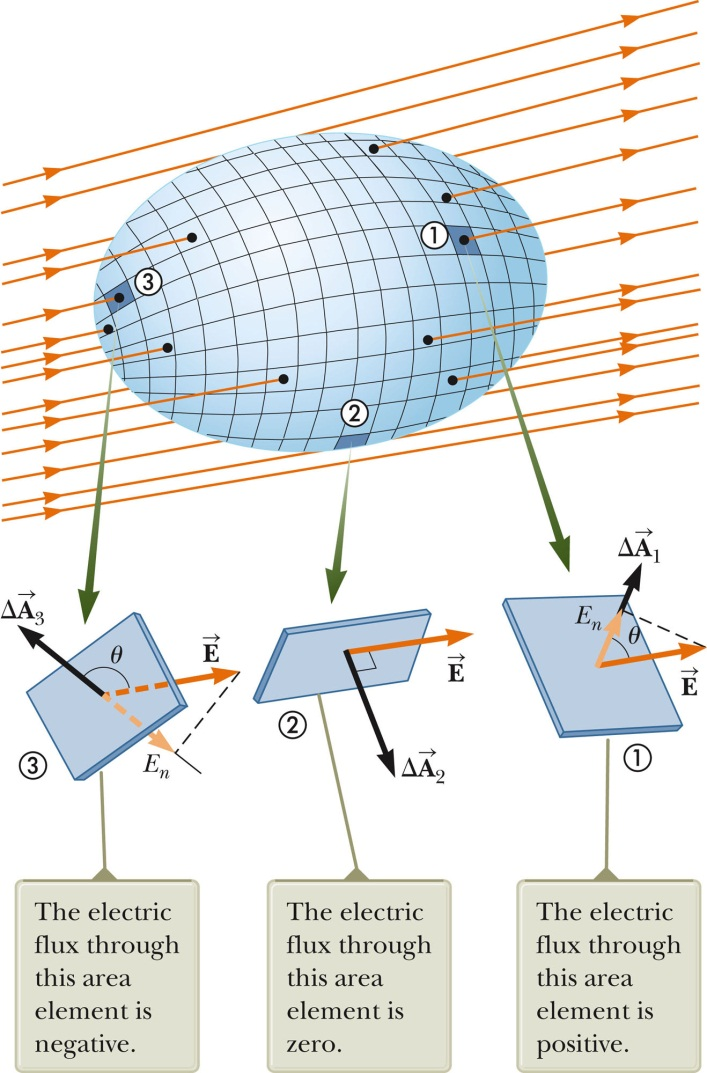 ①
③
②
ΔA⃗₃
θ
E⃗
Eₙ
③
E⃗
②
ΔA⃗₂
ΔA⃗₁
Eₙ
θ
E⃗
①
The electric
flux through
this area
element is
negative.
The electric
flux through
this area
element is
zero.
The electric
flux through
this area
element is
positive.